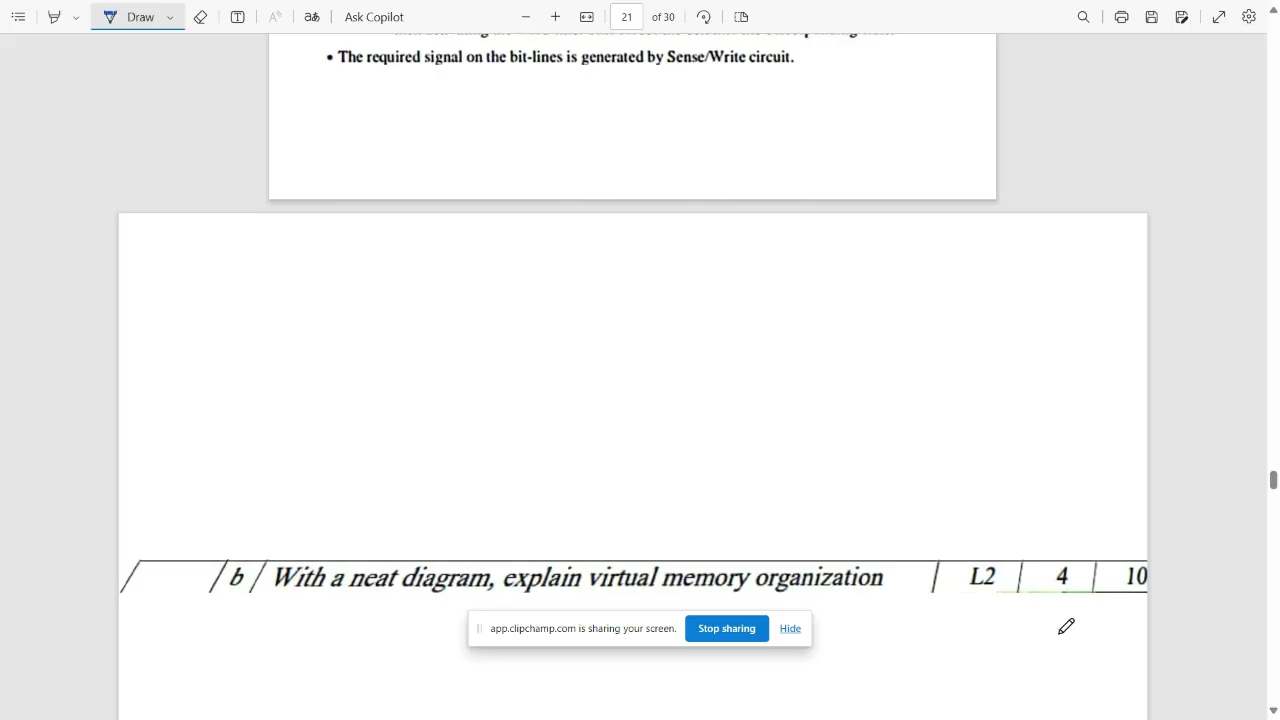 Draw
Ask Copilot
21 of 30
• The required signal on the bit-lines is generated by Sense/Write circuit.
b With a neat diagram, explain virtual memory organization L2 4 10
app.clipchamp.com is sharing your screen. Stop sharing Hide